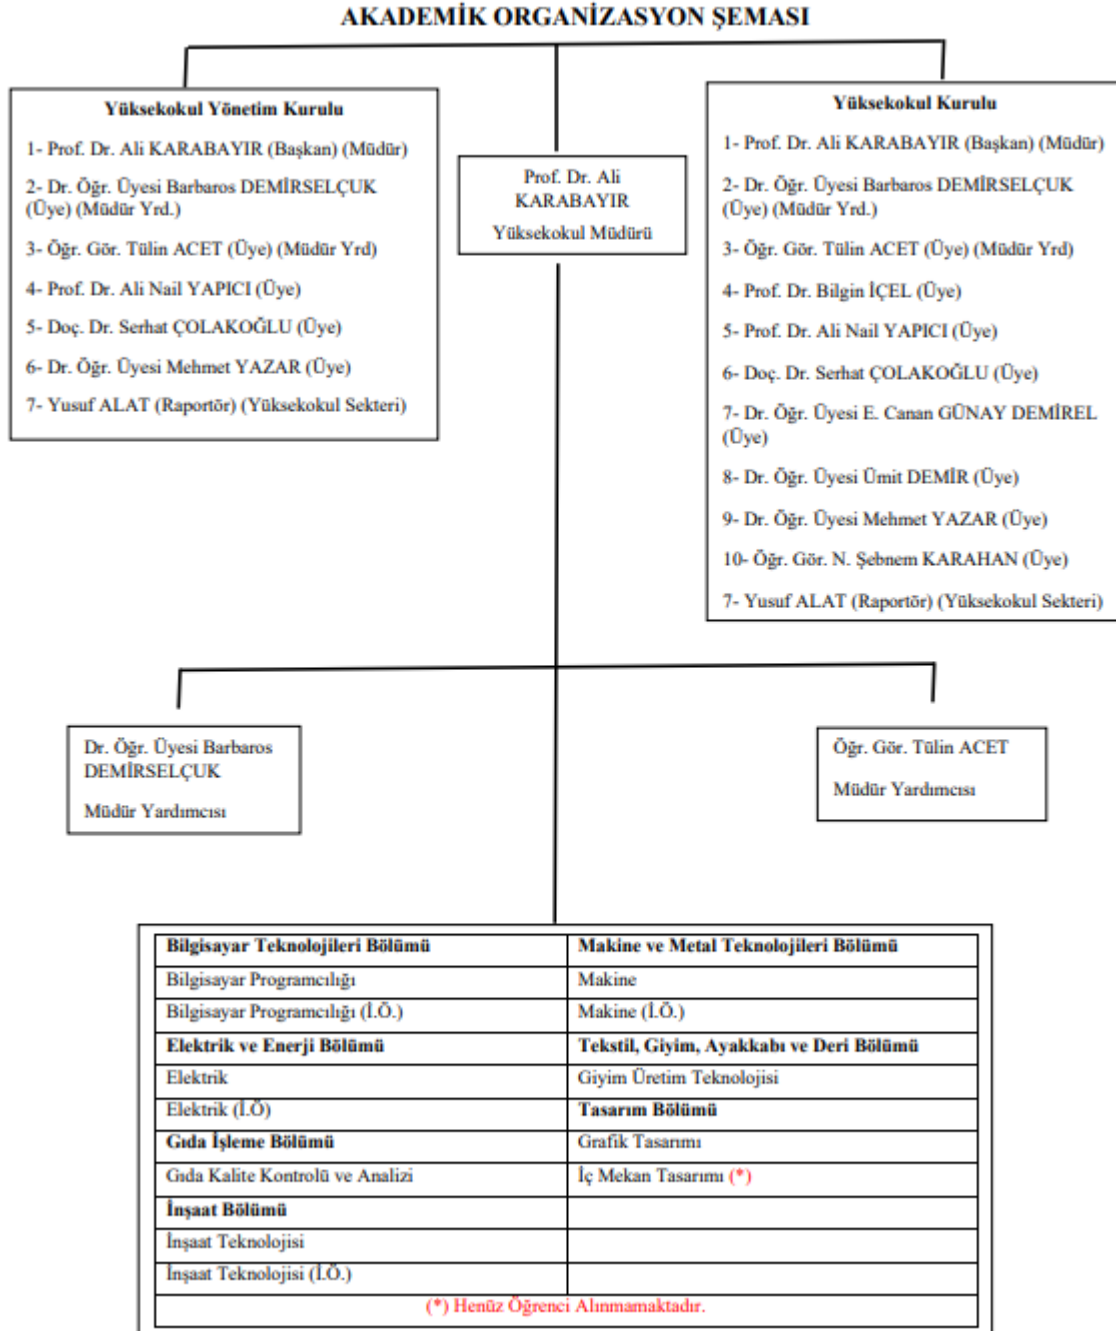 AKADEMİK ORGANİZASYON ŞEMASI
Yüksekokul Yönetim Kurulu
1- Prof. Dr. Ali KARABAYIR (Başkan) (Müdür)
2- Dr. Öğr. Üyesi Barbaros DEMİRSELÇUK
(Üye) (Müdür Yrd.)
3- Öğr. Gör. Tülin ACET (Üye) (Müdür Yrd)
4- Prof. Dr. Ali Nail YAPICI (Üye)
5- Doç. Dr. Serhat ÇOLAKOĞLU (Üye)
6- Dr. Öğr. Üyesi Mehmet YAZAR (Üye)
7- Yusuf ALAT (Raportör) (Yüksekokul Sekteri)
Prof. Dr. Ali
KARABAYIR
Yüksekokul Müdürü
Yüksekokul Kurulu
1- Prof. Dr. Ali KARABAYIR (Başkan) (Müdür)
2- Dr. Öğr. Üyesi Barbaros DEMİRSELÇUK
(Üye) (Müdür Yrd.)
3- Öğr. Gör. Tülin ACET (Üye) (Müdür Yrd)
4- Prof. Dr. Bilgin İÇEL (Üye)
5- Prof. Dr. Ali Nail YAPICI (Üye)
6- Doç. Dr. Serhat ÇOLAKOĞLU (Üye)
7- Dr. Öğr. Üyesi E. Canan GÜNAY DEMİREL
(Üye)
8- Dr. Öğr. Üyesi Ümit DEMİR (Üye)
9- Dr. Öğr. Üyesi Mehmet YAZAR (Üye)
10- Öğr. Gör. N. Şebnem KARAHAN (Üye)
7- Yusuf ALAT (Raportör) (Yüksekokul Sekteri)
Dr. Öğr. Üyesi Barbaros
DEMİRSELÇUK
Müdür Yardımcısı
Öğr. Gör. Tülin ACET
Müdür Yardımcısı
Bilgisayar Teknolojileri Bölümü Makine ve Metal Teknolojileri Bölümü
Bilgisayar Programcılığı Makine
Bilgisayar Programcılığı (İ.Ö.) Makine (İ.Ö.)
Elektrik ve Enerji Bölümü Tekstil, Giyim, Ayakkabı ve Deri Bölümü
Elektrik Giyim Üretim Teknolojisi
Elektrik (İ.Ö) Tasarım Bölümü
Gıda İşleme Bölümü Grafik Tasarımı
Gıda Kalite Kontrolü ve Analizi İç Mekan Tasarımı (*)
İnşaat Bölümü
İnşaat Teknolojisi
İnşaat Teknolojisi (İ.Ö.)
(*) Henüz Öğrenci Alınmamaktadır.